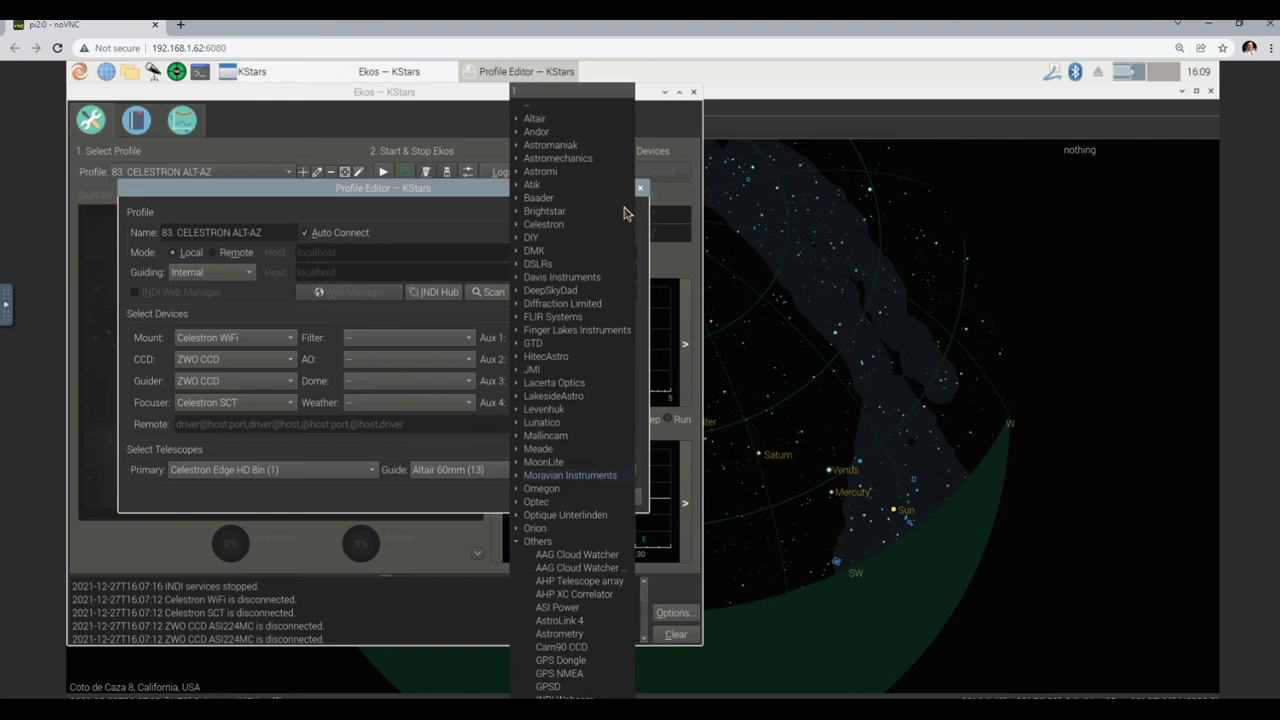 pi2:0 - noVNC
Not secure 192.168.1.62:6080
KStars
Ekos — KStars
Profile Editor — KStars
16:09
Ekos — KStars
1. Select Profile
2. Start & Stop Ekos
Devices
Profile: 83. CELESTRON ALT-AZ
Profile Editor — KStars
Profile
Name: 83. CELESTRON ALT-AZ
Auto Connect
Mode: Local Remote Host: localhost
Guiding: Internal Host: localhost
INDI Web Manager
Web Manager
INDI Hub
Scan
Select Devices
Mount: Celestron WiFi Filter: -- Aux 1:
CCD: ZWO CCD AO: -- Aux 2:
Guider: ZWO CCD Dome: -- Aux 3:
Focuser: Celestron SCT Weather: -- Aux 4:
Remote: driver@host:port,driver@host,@host:port,@host,driver
Select Telescopes
Primary: Celestron Edge HD 8in (1) Guide: Altair 60mm (13)
0%
0%
1
--
Altair
Andor
Astromaniak
Astromechanics
Astromi
Atik
Baader
Brightstar
Celestron
DIY
DMK
DSLRs
Davis Instruments
DeepSkyDad
Diffraction Limited
FLIR Systems
Finger Lakes Instruments
GTD
HitecAstro
JMI
Lacerta Optics
LakesideAstro
Levenhuk
Lunatico
Mallincam
Meade
MoonLite
Moravian Instruments
Omegon
Optec
Optique Unterlinden
Orion
Others
AAG Cloud Watcher
AAG Cloud Watcher ..
AHP Telescope array
AHP XC Correlator
ASI Power
AstroLink 4
Astrometry
Cam90 CCD
GPS Dongle
GPS NMEA
GPSD
5
Run
E
:30
2021-12-27T16:07:16 INDI services stopped.
2021-12-27T16:07:12 Celestron WiFi is disconnected.
2021-12-27T16:07:12 Celestron SCT is disconnected.
2021-12-27T16:07:12 ZWO CCD ASI224MC is disconnected.
2021-12-27T16:07:12 ZWO CCD ASI224MC is disconnected.
Options...
Clear
nothing
W
Saturn
Venus
Mercury
Sun
SW
Coto de Caza 8, California, USA